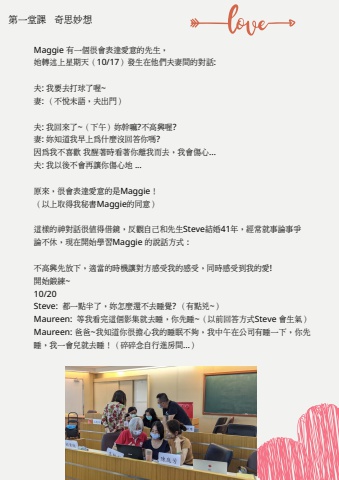 第一堂課 奇思妙想
love
Maggie 有一個很會表達愛意的先生，
她轉述上星期天（10/17）發生在他們夫妻間的對話:
夫: 我要去打球了喔~
妻: （不悅未語，夫出門）
夫: 我回來了~（下午）妳幹嘛?不高興喔?
妻: 妳知道我早上爲什麼沒回答你嗎?
因爲我不喜歡 我醒著時看著你離我而去，我會傷心...
夫: 我以後不會再讓你傷心地 ...
原來，很會表達愛意的是Maggie！
（以上取得我秘書Maggie的同意）
這樣的神對話很值得借鏡，反觀自己和先生Steve結婚41年，經常就事論事爭
論不休，現在開始學習Maggie 的說話方式：
不高興先放下，適當的時機讓對方感受我的感受，同時感受到我的愛!
開始鍛練~
10/20
Steve: 都一點半了，妳怎麼還不去睡覺? （有點兇~）
Maureen: 等我看完這個影集就去睡，你先睡~（以前回答方式Steve 會生氣）
Maureen: 爸爸~我知道你很擔心我的睡眠不夠，我中午在公司有睡一下，你先
睡，我一會兒就去睡！（碎碎念自行進房間...）